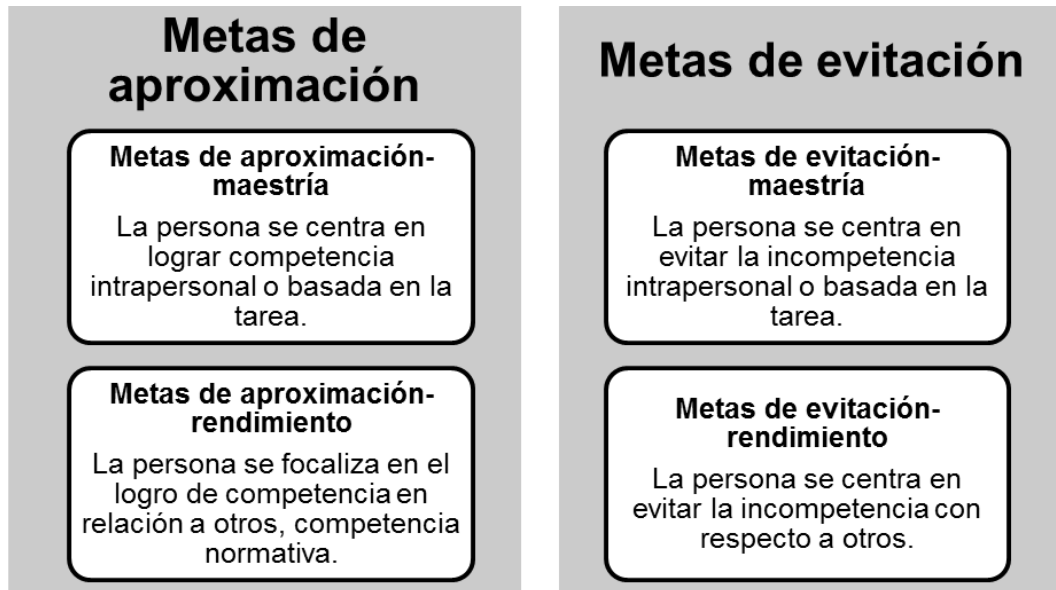 Metas de
aproximación
Metas de aproximación-
maestría
La persona se centra en
lograr competencia
intrapersonal o basada en la
tarea.
Metas de aproximación-
rendimiento
La persona se focaliza en el
logro de competencia en
relación a otros, competencia
normativa.
Metas de evitación
Metas de evitación-
maestría
La persona se centra en
evitar la incompetencia
intrapersonal o basada en la
tarea.
Metas de evitación-
rendimiento
La persona se centra en
evitar la incompetencia con
respecto a otros.